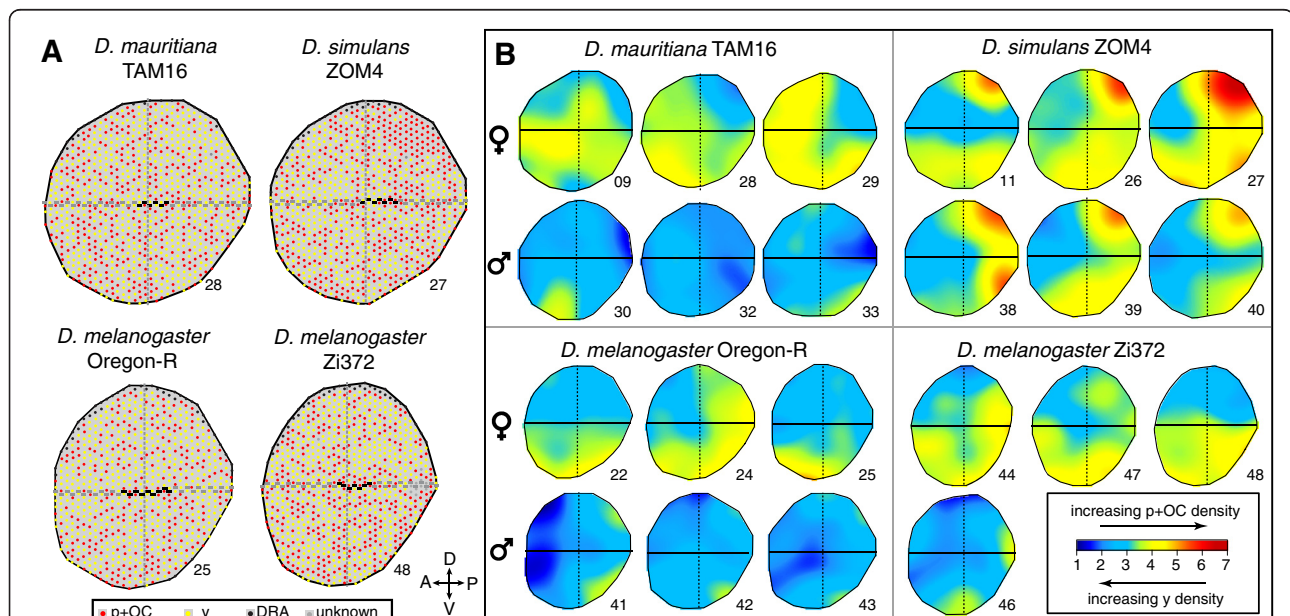 A
D. mauritiana
TAM16
D. simulans
ZOM4
28
27
D. melanogaster
Oregon-R
D. melanogaster
Zi372
25
48
D
A P
V
p+OC y DRA unknown
B
D. mauritiana TAM16
♀
09 28 29
♂
30 32 33
D. simulans ZOM4
11 26 27
38 39 40
D. melanogaster Oregon-R
♀
22 24 25
♂
41 42 43
D. melanogaster Zi372
44 47 48
46
increasing p+OC density
1 2 3 4 5 6 7
increasing y density